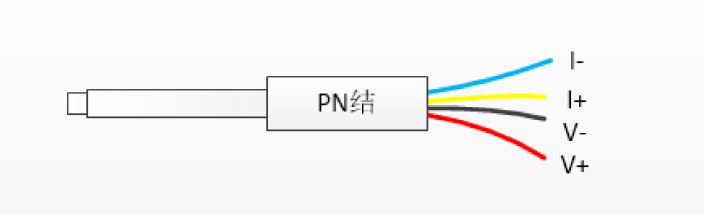 I-
PN结
I+
V-
V+